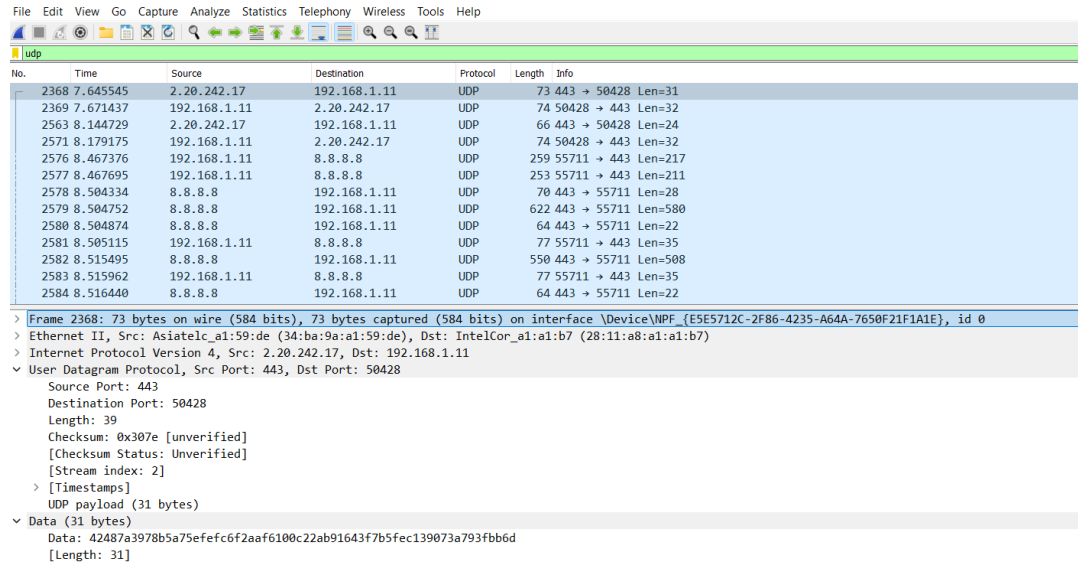 File Edit View Go Capture Analyze Statistics Telephony Wireless Tools Help
udp
No. Time Source Destination Protocol Length Info
2368 7.645545 2.20.242.17 192.168.1.11 UDP 73 443 → 50428 Len=31
2369 7.671437 192.168.1.11 2.20.242.17 UDP 74 50428 → 443 Len=32
2563 8.144729 2.20.242.17 192.168.1.11 UDP 66 443 → 50428 Len=24
2571 8.179175 192.168.1.11 2.20.242.17 UDP 74 50428 → 443 Len=32
2576 8.467376 192.168.1.11 8.8.8.8 UDP 259 55711 → 443 Len=217
2577 8.467695 192.168.1.11 8.8.8.8 UDP 253 55711 → 443 Len=211
2578 8.504334 8.8.8.8 192.168.1.11 UDP 70 443 → 55711 Len=28
2579 8.504752 8.8.8.8 192.168.1.11 UDP 622 443 → 55711 Len=580
2580 8.504874 8.8.8.8 192.168.1.11 UDP 64 443 → 55711 Len=22
2581 8.505115 192.168.1.11 8.8.8.8 UDP 77 55711 → 443 Len=35
2582 8.515495 8.8.8.8 192.168.1.11 UDP 550 443 → 55711 Len=508
2583 8.515962 192.168.1.11 8.8.8.8 UDP 77 55711 → 443 Len=35
2584 8.516440 8.8.8.8 192.168.1.11 UDP 64 443 → 55711 Len=22
Frame 2368: 73 bytes on wire (584 bits), 73 bytes captured (584 bits) on interface \Device\NPF_{E5E5712C-2F86-4235-A64A-7650F21F1A1E}, id 0
Ethernet II, Src: Asiatelc_a1:59:de (34:ba:9a:a1:59:de), Dst: IntelCor_a1:a1:b7 (28:11:a8:a1:a1:b7)
Internet Protocol Version 4, Src: 2.20.242.17, Dst: 192.168.1.11
User Datagram Protocol, Src Port: 443, Dst Port: 50428
Source Port: 443
Destination Port: 50428
Length: 39
Checksum: 0x307e [unverified]
[Checksum Status: Unverified]
[Stream index: 2]
[Timestamps]
UDP payload (31 bytes)
Data (31 bytes)
Data: 42487a3978b5a75efefc6f2aaf6100c22ab91643f7b5fec139073a793fbb6d
[Length: 31]